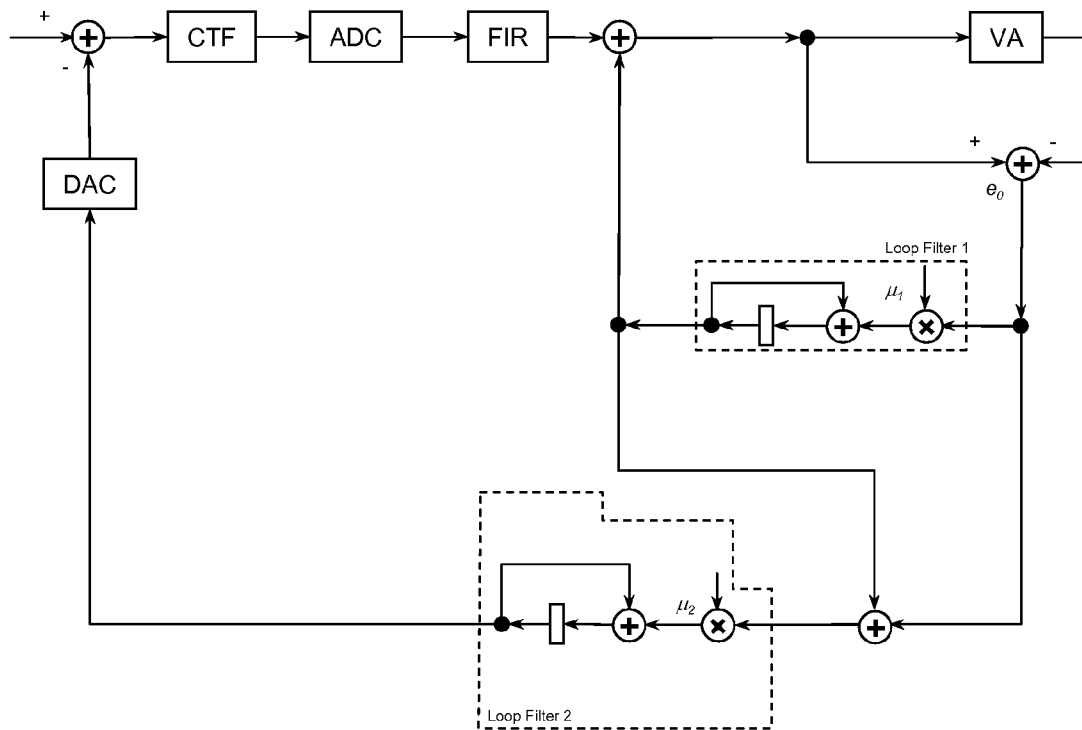 +
+ CTF ADC FIR + VA
-
+ -
DAC +
e0
Loop Filter 1
μ1
+ ×
μ2
+ × +
Loop Filter 2